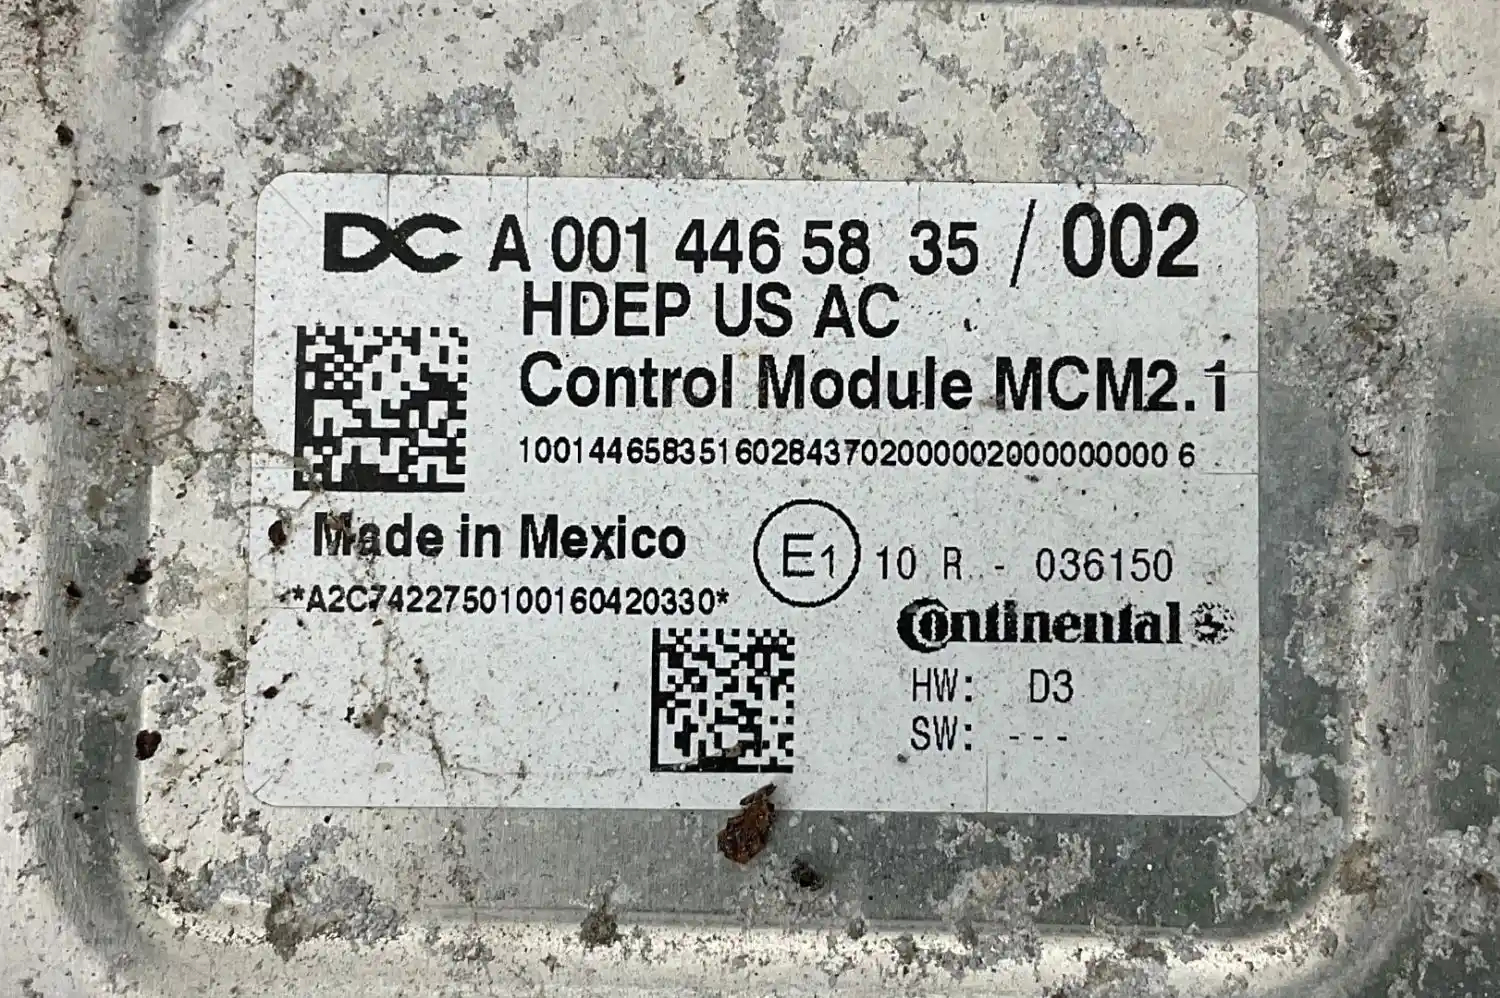 DC A 001 446 58 35 / 002
HDEP US AC
Control Module MCM2.1
10014465835160284370200000200000000006
Made in Mexico
E1 10 R - 036150
*A2C7422750100160420330*
Continental
HW: D3
SW: ---